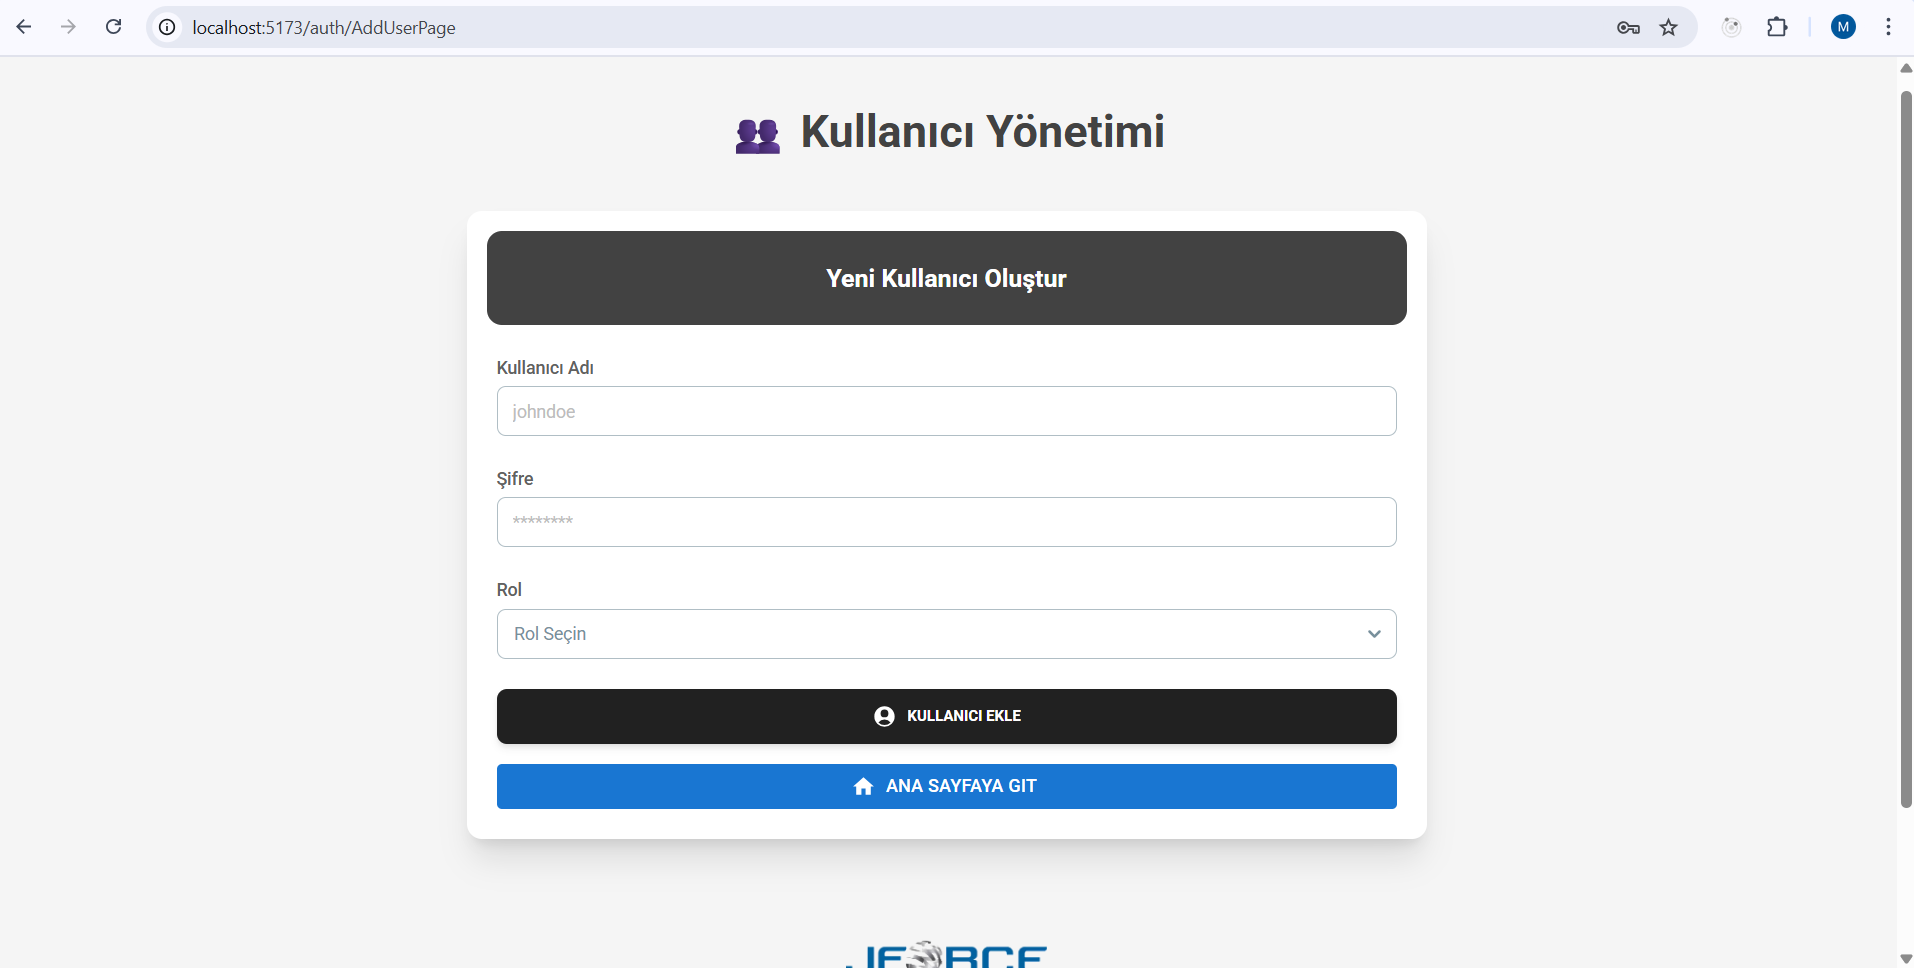 localhost:5173/auth/AddUserPage
M
Kullanıcı Yönetimi
Yeni Kullanıcı Oluştur
Kullanıcı Adı
johndoe
Şifre
********
Rol
Rol Seçin
KULLANICI EKLE
ANA SAYFAYA GIT
JFORCE